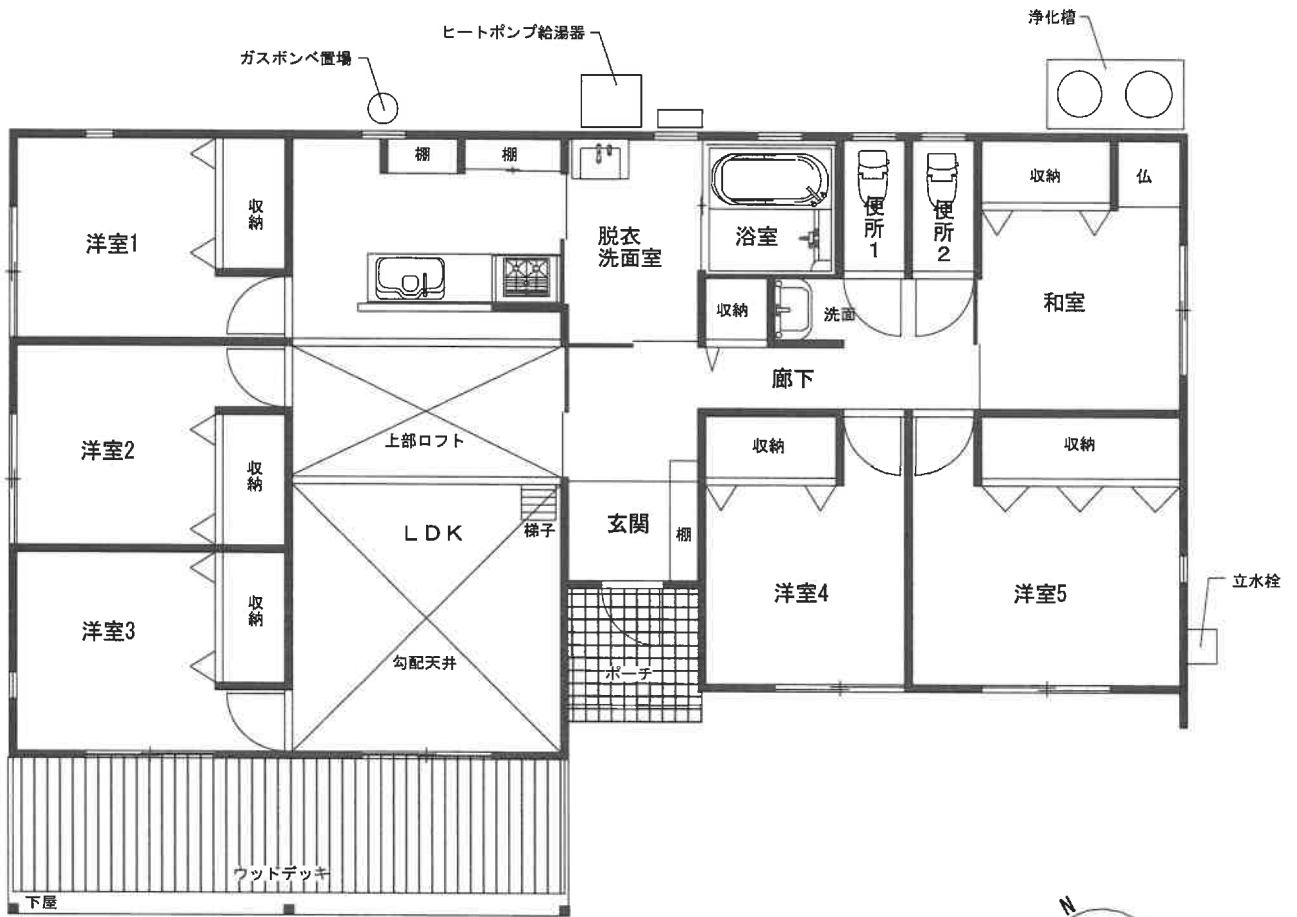 浄化槽
ヒートポンプ給湯器
ガスボンベ置場
棚
棚
収納
仏
洋室1
収納
脱衣
洗面室
浴室
便所1
便所2
和室
収納
洗面
廊下
上部ロフト
洋室2
収納
収納
収納
LDK
梯子
玄関
棚
洋室3
収納
洋室4
洋室5
立水栓
勾配天井
ポーチ
ウッドデッキ
下屋
N